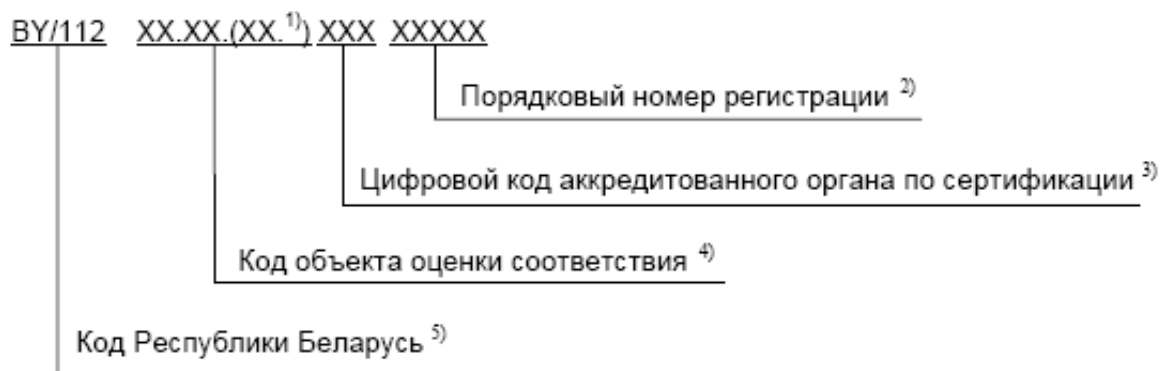 BY/112 XX.XX.(XX.¹⁾) XXX XXXXX
Порядковый номер регистрации ²⁾
Цифровой код аккредитованного органа по сертификации ³⁾
Код объекта оценки соответствия ⁴⁾
Код Республики Беларусь ⁵⁾